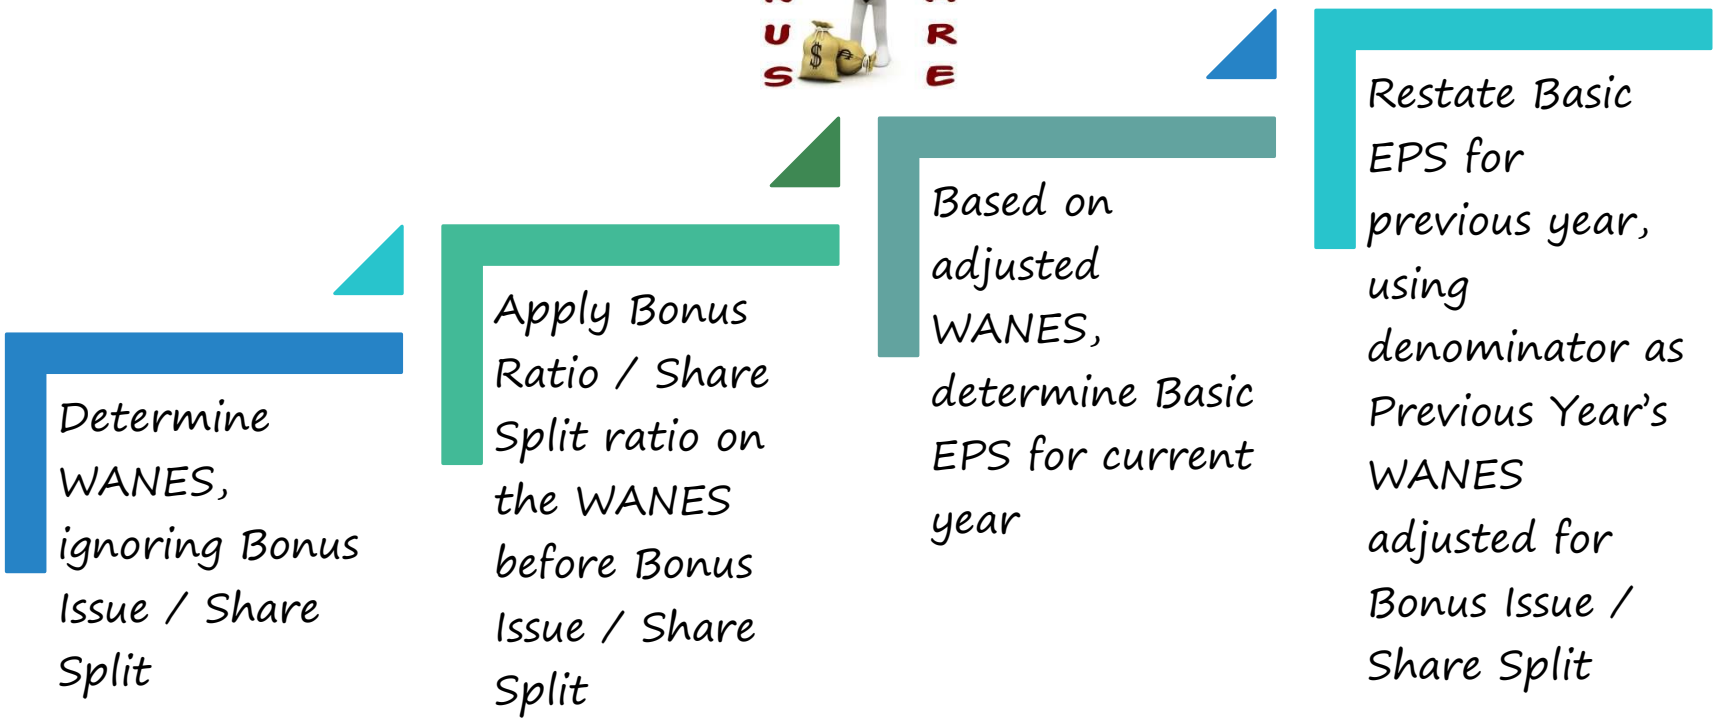 U
S
$
R
E
Determine
WANES,
ignoring Bonus
Issue / Share
Split
Apply Bonus
Ratio / Share
Split ratio on
the WANES
before Bonus
Issue / Share
Split
Based on
adjusted
WANES,
determine Basic
EPS for current
year
Restate Basic
EPS for
previous year,
using
denominator as
Previous Year’s
WANES
adjusted for
Bonus Issue /
Share Split